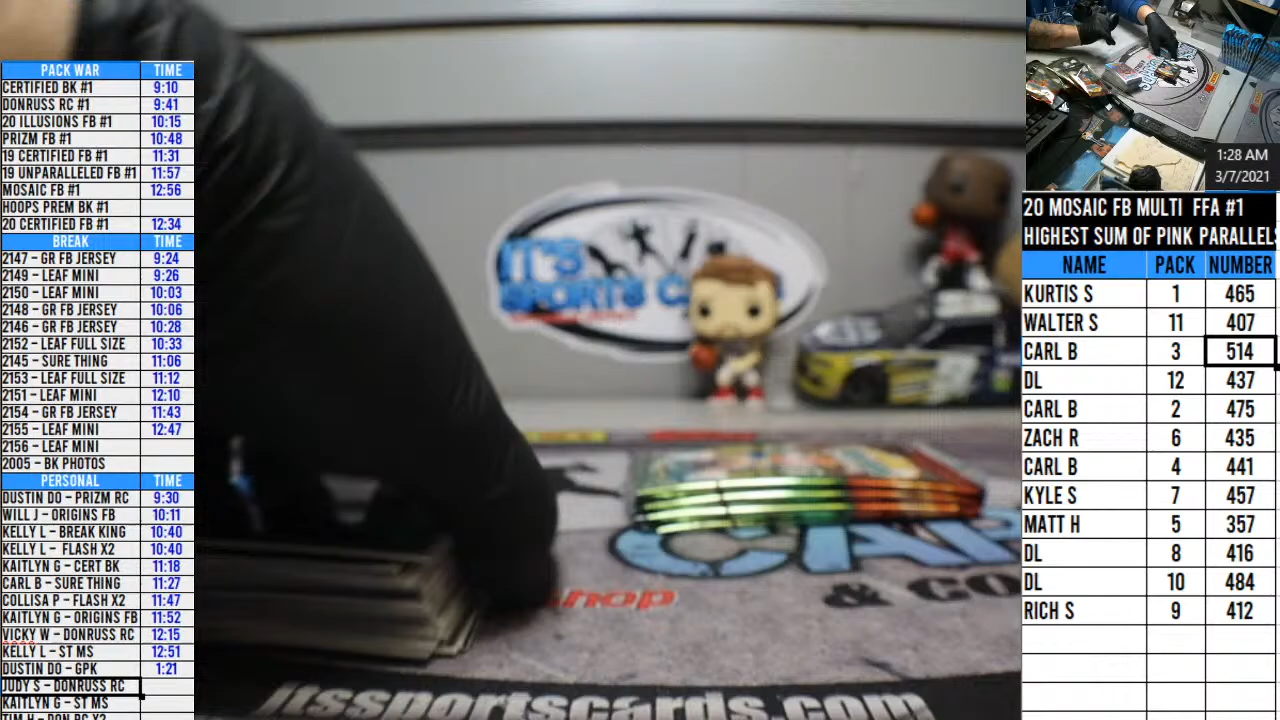 PACK WAR TIME
CERTIFIED BK #1 9:10
DONRUSS RC #1 9:41
20 ILLUSIONS FB #1 10:15
PRIZM FB #1 10:48
19 CERTIFIED FB #1 11:31
19 UNPARALLELED FB #1 11:57
MOSAIC FB #1 12:56
HOOPS PREM BK #1
20 CERTIFIED FB #1 12:34
BREAK TIME
2147 – GR FB JERSEY 9:24
2149 – LEAF MINI 9:26
2150 – LEAF MINI 10:03
2148 – GR FB JERSEY 10:06
2146 – GR FB JERSEY 10:28
2152 – LEAF FULL SIZE 10:33
2145 – SURE THING 11:06
2153 – LEAF FULL SIZE 11:12
2151 – LEAF MINI 12:10
2154 – GR FB JERSEY 11:43
2155 – LEAF MINI 12:47
2156 – LEAF MINI
2005 – BK PHOTOS
PERSONAL TIME
DUSTIN DO – PRIZM RC 9:30
WILL J – ORIGINS FB 10:11
KELLY L – BREAK KING 10:40
KELLY L – FLASH X2 10:40
KAITLYN G – CERT BK 11:18
CARL B – SURE THING 11:27
COLLISA P – FLASH X2 11:47
KAITLYN G – ORIGINS FB 11:52
VICKY W – DONRUSS RC 12:15
KELLY L – ST MS 12:51
DUSTIN DO – GPK 1:21
JUDY S – DONRUSS RC
KAITLYN G – ST MS
TIM H – DON RC X2
IT'S
SPORTS CA
CAR
shop & CO
itssportscards.com
1:28 AM
3/7/2021
20 MOSAIC FB MULTI FFA #1
HIGHEST SUM OF PINK PARALLELS
NAME PACK NUMBER
KURTIS S 1 465
WALTER S 11 407
CARL B 3 514
DL 12 437
CARL B 2 475
ZACH R 6 435
CARL B 4 441
KYLE S 7 457
MATT H 5 357
DL 8 416
DL 10 484
RICH S 9 412